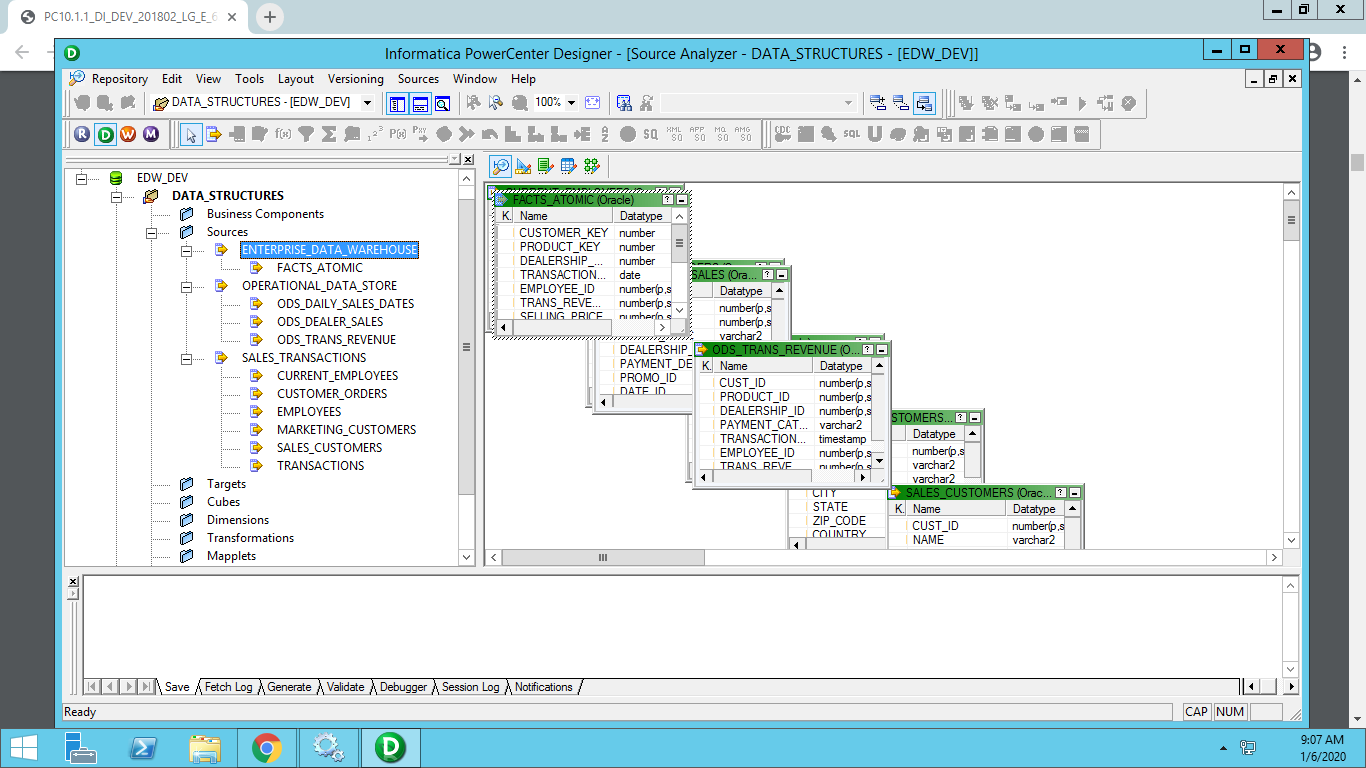 PC10.1.1_DI_DEV_201802_LG_E_6
Informatica PowerCenter Designer - [Source Analyzer - DATA_STRUCTURES - [EDW_DEV]]
Repository Edit View Tools Layout Versioning Sources Window Help
DATA_STRUCTURES - [EDW_DEV] 100%
EDW_DEV
DATA_STRUCTURES
Business Components
Sources
ENTERPRISE_DATA_WAREHOUSE
FACTS_ATOMIC
OPERATIONAL_DATA_STORE
ODS_DAILY_SALES_DATES
ODS_DEALER_SALES
ODS_TRANS_REVENUE
SALES_TRANSACTIONS
CURRENT_EMPLOYEES
CUSTOMER_ORDERS
EMPLOYEES
MARKETING_CUSTOMERS
SALES_CUSTOMERS
TRANSACTIONS
Targets
Cubes
Dimensions
Transformations
Mapplets
FACTS_ATOMIC (Oracle)
K. Name Datatype
CUSTOMER_KEY number
PRODUCT_KEY number
DEALERSHIP_... number
TRANSACTION... date
EMPLOYEE_ID number(p,s
TRANS_REVE... number(p,s
SELLING_PRICE number(p,s
SALES (Ora...
Datatype
number(p,s
number(p,s
varchar2
DEALERSHIP_
PAYMENT_DE
PROMO_ID
DATE_ID
ODS_TRANS_REVENUE (O...
K. Name Datatype
CUST_ID number(p,s
PRODUCT_ID number(p,s
DEALERSHIP_ID number(p,s
PAYMENT_CAT... varchar2
TRANSACTION... timestamp
EMPLOYEE_ID number(p,s
TRANS_REVE number(p,s
STOMERS...
Datatype
number(p,s
varchar2
varchar2
CITY
STATE
ZIP_CODE
COUNTRY
SALES_CUSTOMERS (Orac...
K. Name Datatype
CUST_ID number(p,s
NAME varchar2
Save Fetch Log Generate Validate Debugger Session Log Notifications
Ready CAP NUM
9:07 AM
1/6/2020